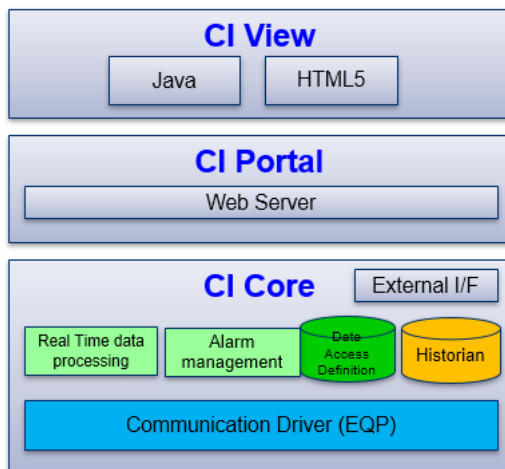 CI View
Java
HTML5
CI Portal
Web Server
CI Core
External I/F
Real Time data
processing
Alarm
management
Data
Access
Definition
Historian
Communication Driver (EQP)